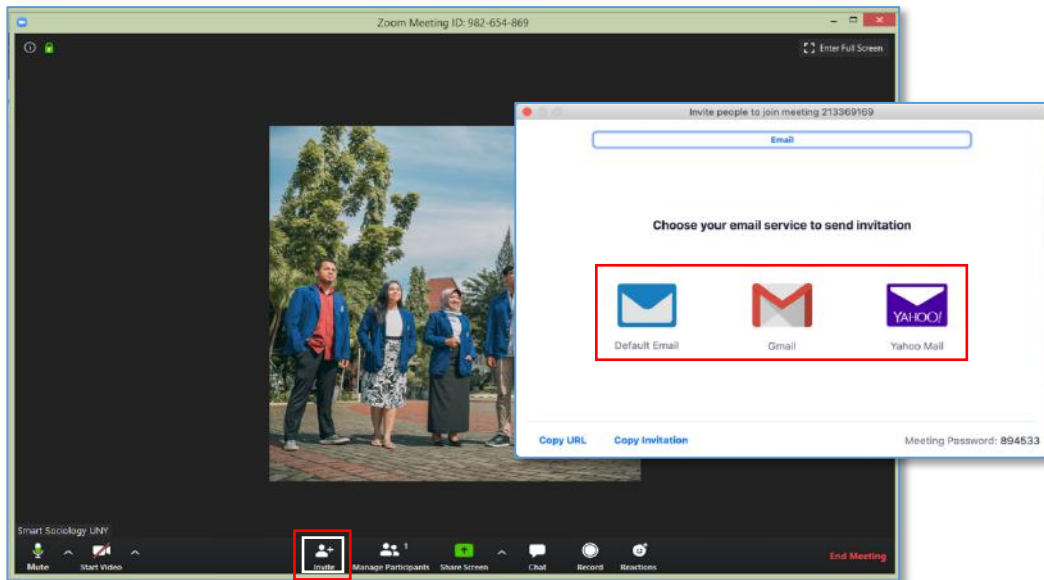 Zoom Meeting ID: 982-654-869
Enter Full Screen
Invite people to join meeting 213369169
Email
Choose your email service to send invitation
YAHOO!
Default Email Gmail Yahoo Mail
Copy URL Copy Invitation Meeting Password: 894533
Smart Sociology UNY
1
Mute Start Video Invite Manage Participants Share Screen Chat Record Reactions End Meeting